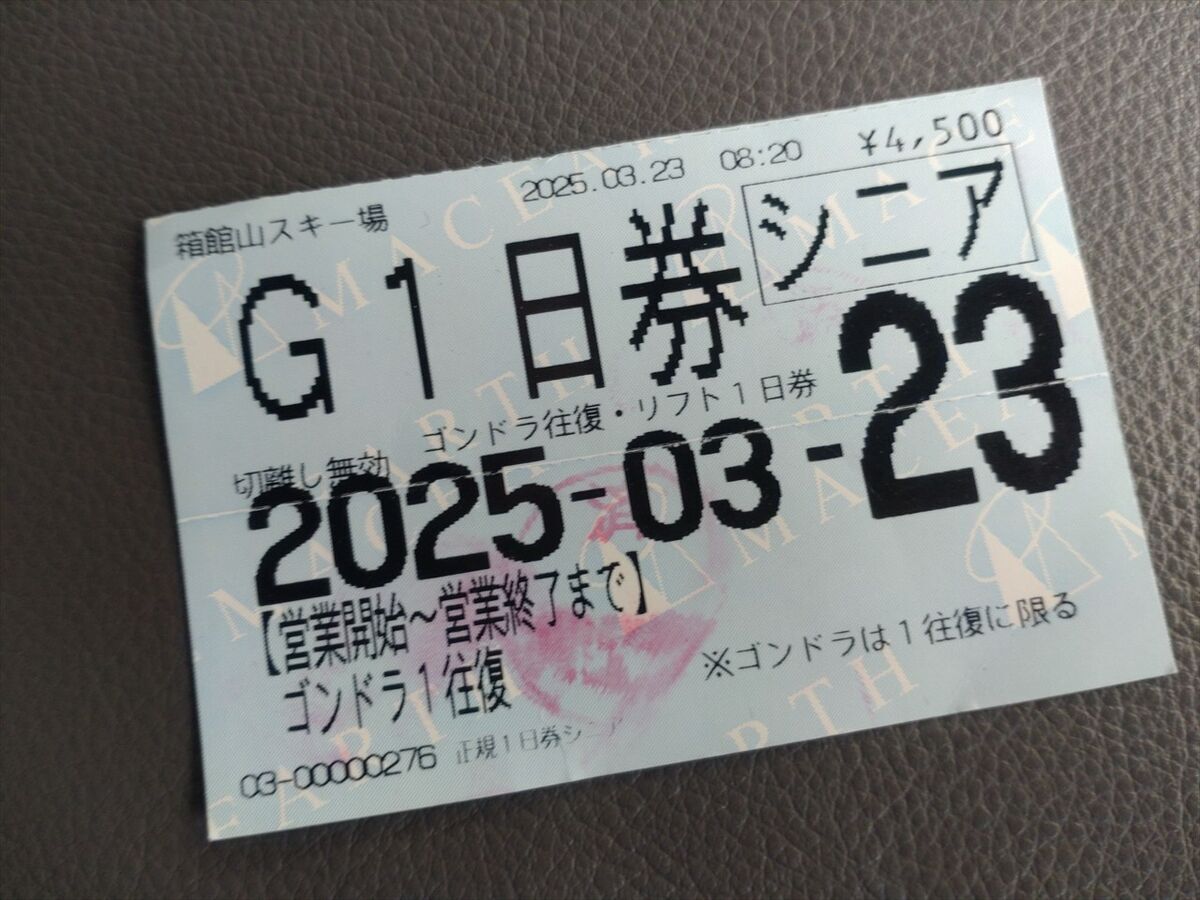 2025.03.23 08:20 ¥4,500
箱館山スキー場
G1日券 シニア
ゴンドラ往復・リフト1日券
切離し無効
2025-03-23
【営業開始～営業終了まで】
ゴンドラ1往復
※ゴンドラは1往復に限る
03-00000276 正規1日券シニア
MACEARTH